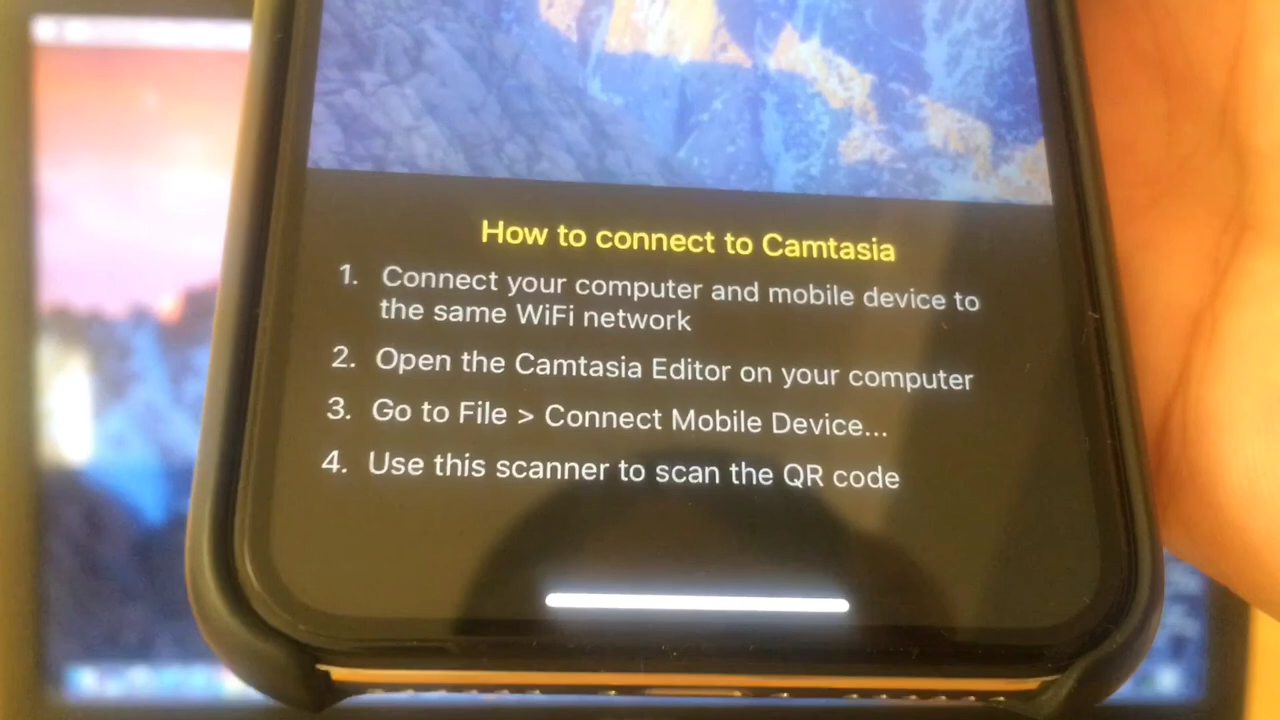 How to connect to Camtasia
1. Connect your computer and mobile device to
the same WiFi network
2. Open the Camtasia Editor on your computer
3. Go to File > Connect Mobile Device...
4. Use this scanner to scan the QR code